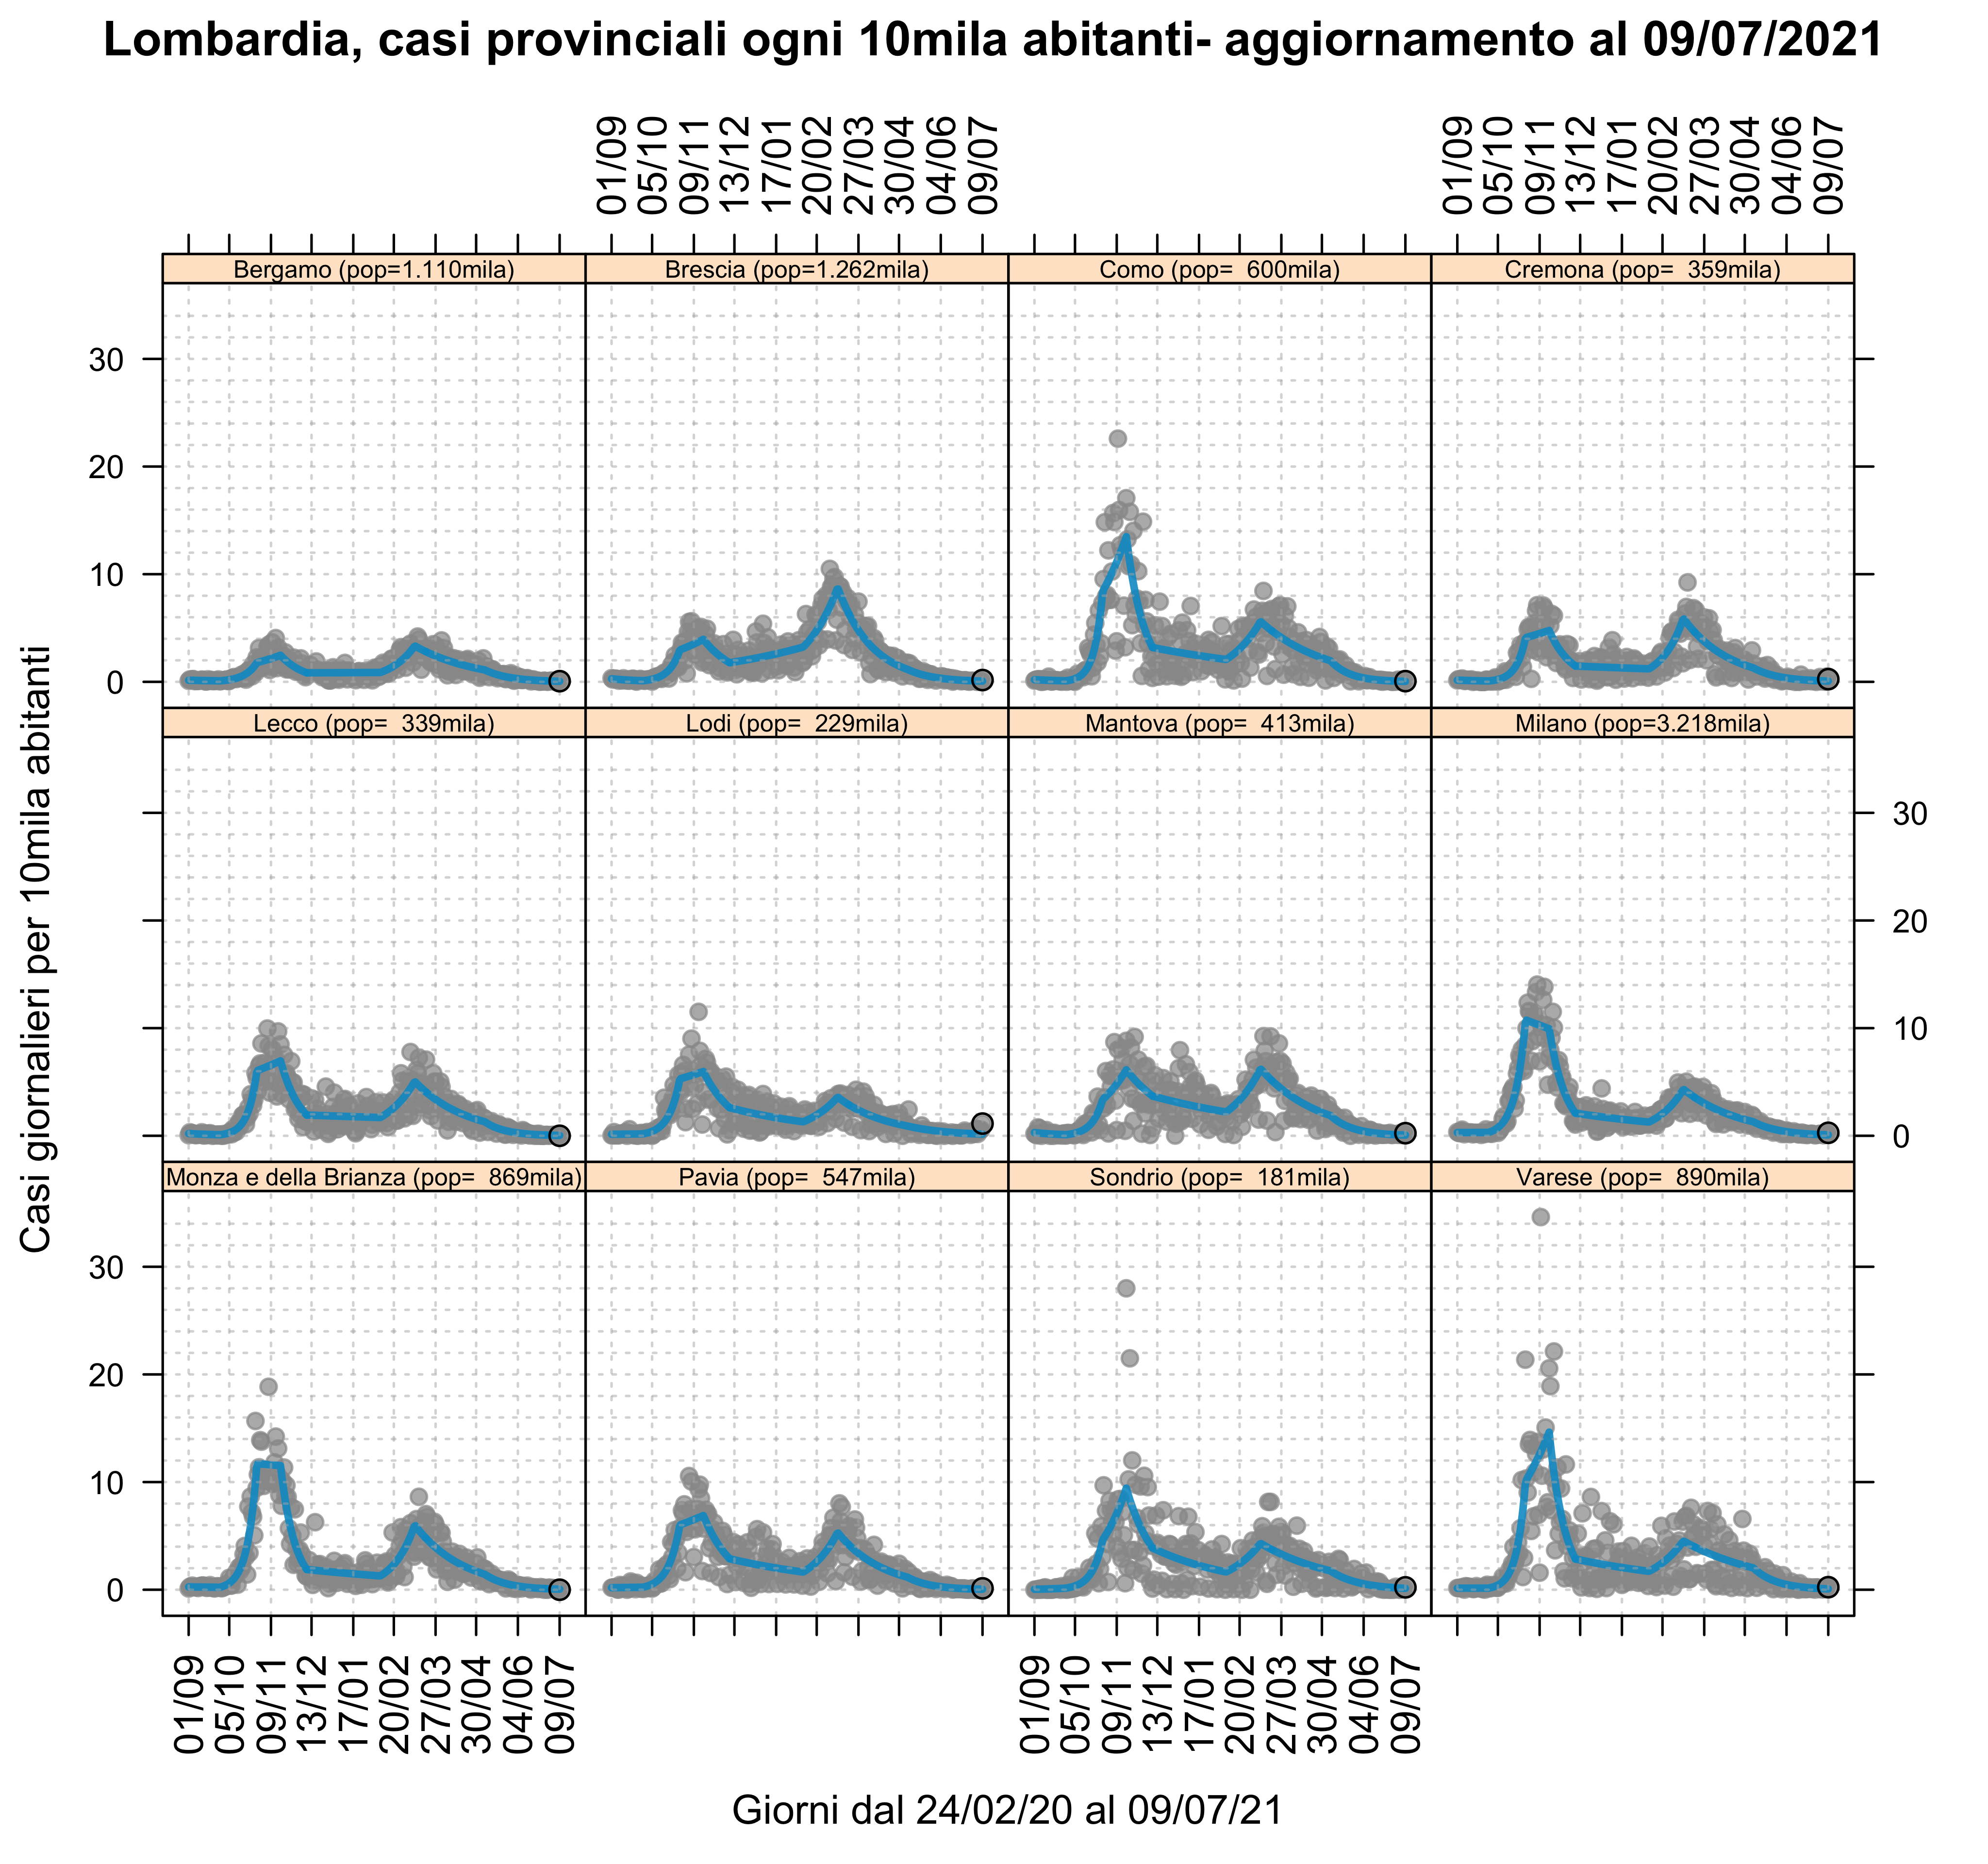 Lombardia, casi provinciali ogni 10mila abitanti- aggiornamento al 09/07/2021
01/09 05/10 09/11 13/12 17/01 20/02 27/03 30/04 04/06 09/07
01/09 05/10 09/11 13/12 17/01 20/02 27/03 30/04 04/06 09/07
Bergamo (pop=1.110mila)
Brescia (pop=1.262mila)
Como (pop=  600mila)
Cremona (pop=  359mila)
30
20
10
0
Lecco (pop=  339mila)
Lodi (pop=  229mila)
Mantova (pop=  413mila)
Milano (pop=3.218mila)
30
20
10
0
Monza e della Brianza (pop=  869mila)
Pavia (pop=  547mila)
Sondrio (pop=  181mila)
Varese (pop=  890mila)
30
20
10
0
Casi giornalieri per 10mila abitanti
01/09 05/10 09/11 13/12 17/01 20/02 27/03 30/04 04/06 09/07
01/09 05/10 09/11 13/12 17/01 20/02 27/03 30/04 04/06 09/07
Giorni dal 24/02/20 al 09/07/21